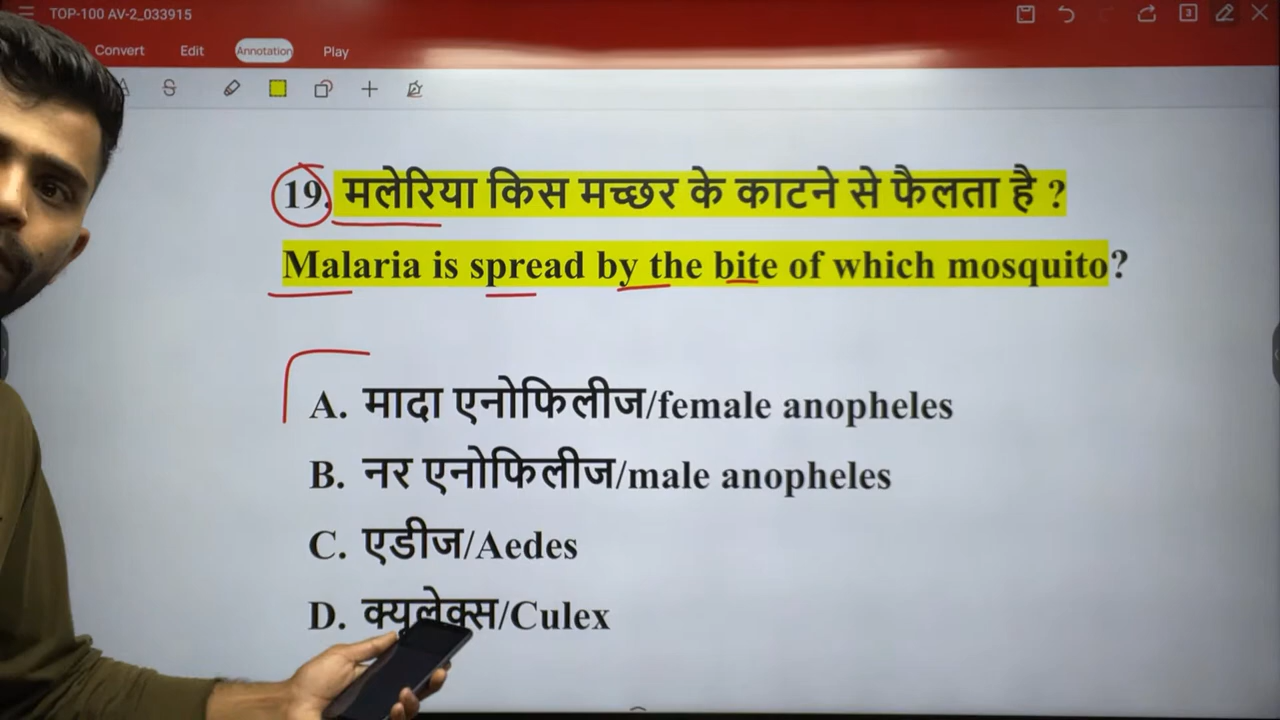 TOP-100 AV-2_033915
Convert Edit Annotation Play
19. मलेरिया किस मच्छर के काटने से फैलता है ?
Malaria is spread by the bite of which mosquito?
A. मादा एनोफिलीज/female anopheles
B. नर एनोफिलीज/male anopheles
C. एडीज/Aedes
D. क्यूलेक्स/Culex